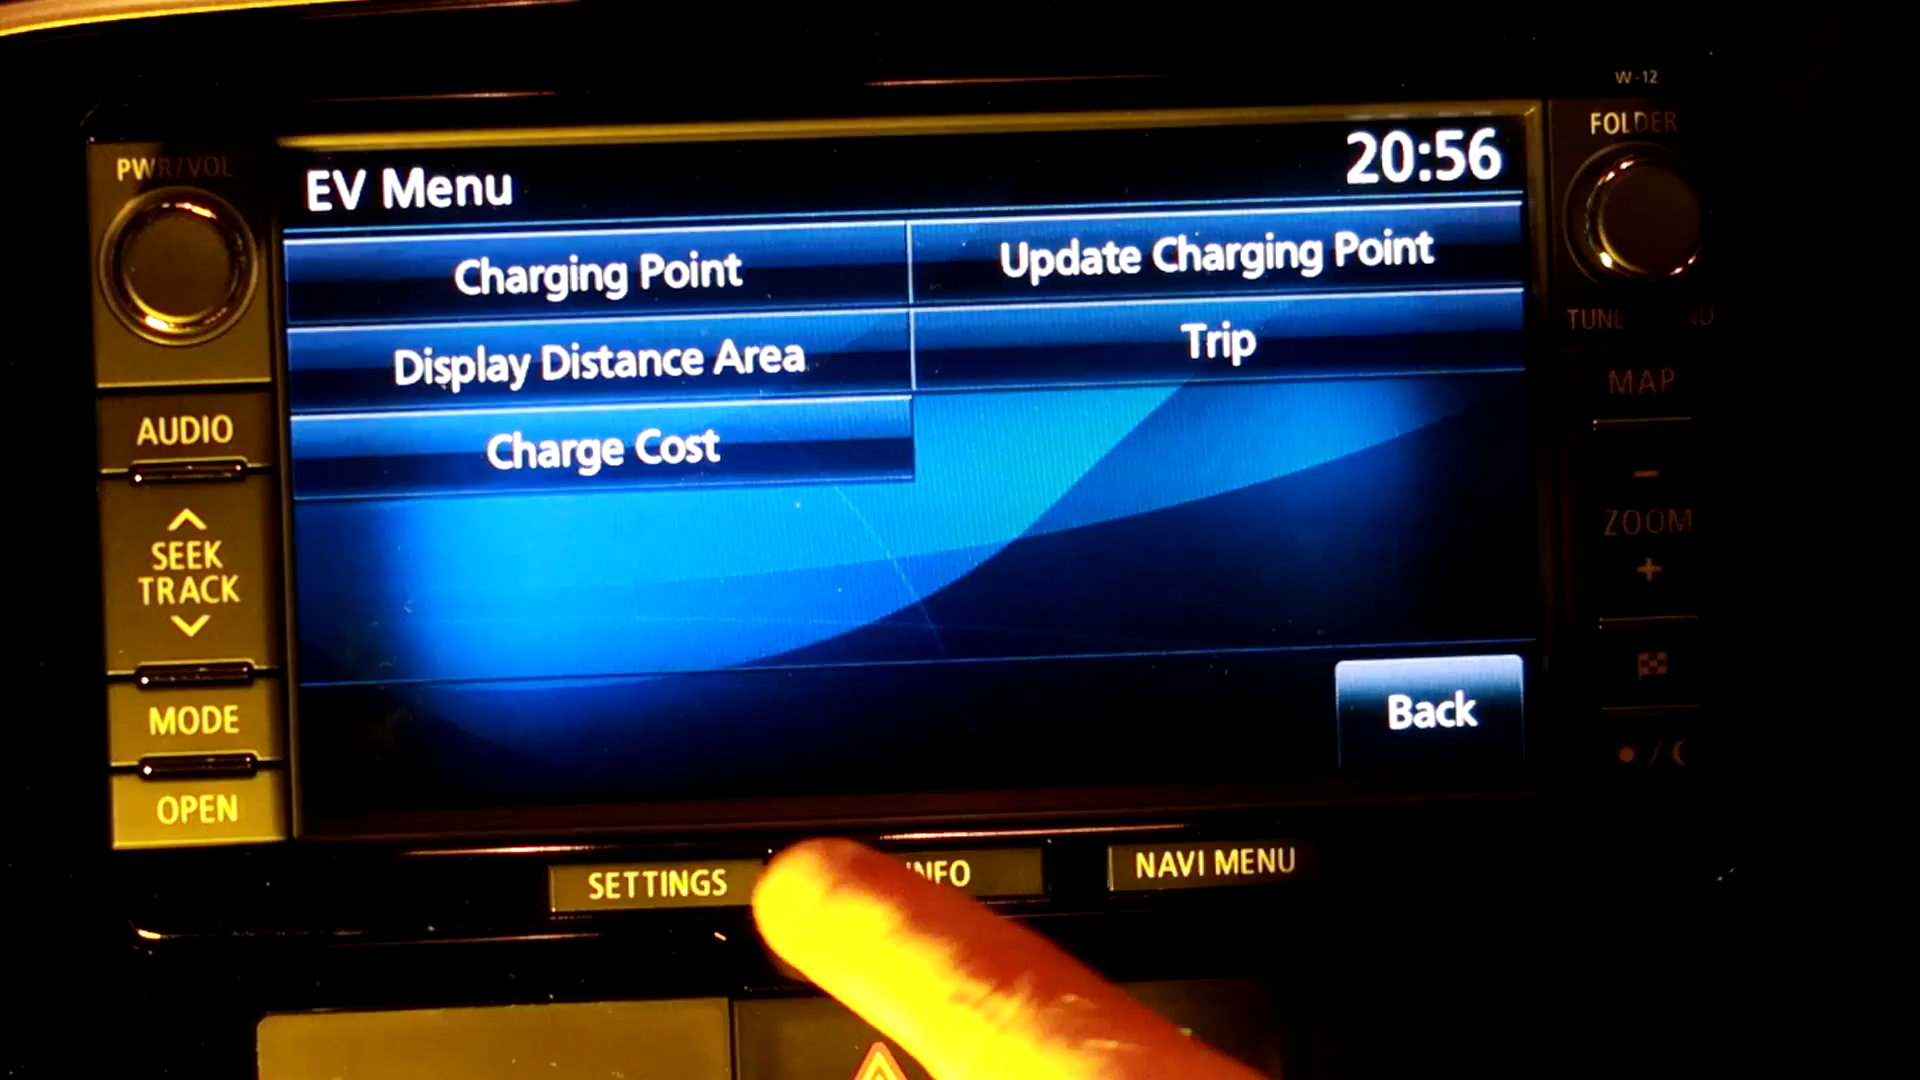 W-12
PWR/VOL
FOLDER
EV Menu
20:56
Charging Point
Update Charging Point
Display Distance Area
Trip
Charge Cost
Back
AUDIO
SEEK
TRACK
MODE
OPEN
TUNE
MAP
ZOOM
SETTINGS
INFO
NAVI MENU